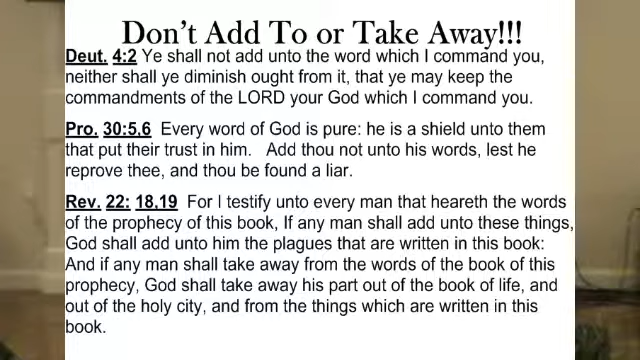 Don't Add To or Take Away!!!
Deut. 4:2 Ye shall not add unto the word which I command you,
neither shall ye diminish ought from it, that ye may keep the
commandments of the LORD your God which I command you.
Pro. 30:5,6 Every word of God is pure: he is a shield unto them
that put their trust in him. Add thou not unto his words, lest he
reprove thee, and thou be found a liar.
Rev. 22: 18,19 For I testify unto every man that heareth the words
of the prophecy of this book, If any man shall add unto these things,
God shall add unto him the plagues that are written in this book:
And if any man shall take away from the words of the book of this
prophecy, God shall take away his part out of the book of life, and
out of the holy city, and from the things which are written in this
book.